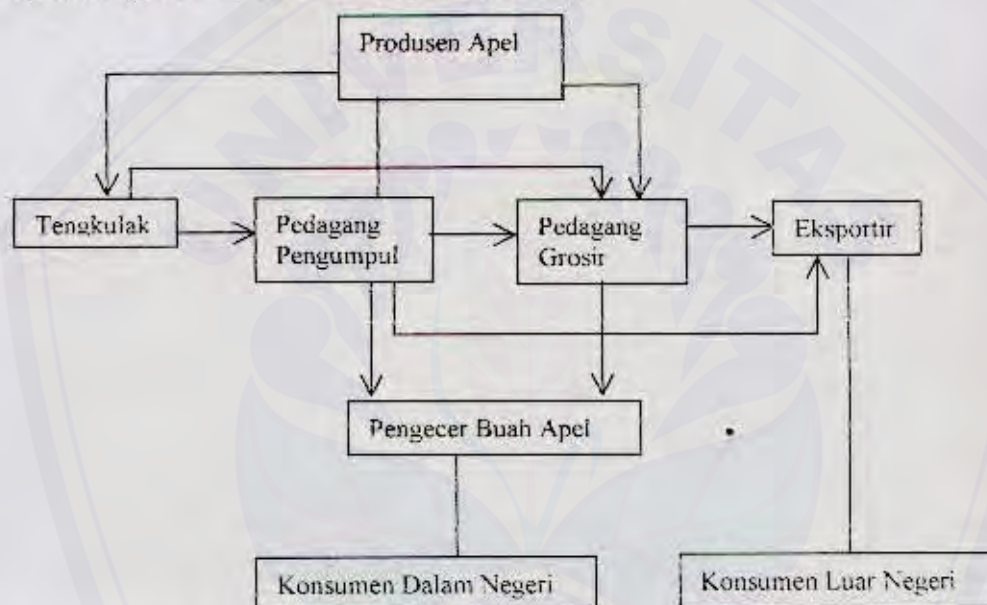 Produsen Apel
Tengkulak
Pedagang
Pengumpul
Pedagang
Grosir
Eksportir
Pengecer Buah Apel
Konsumen Dalam Negeri
Konsumen Luar Negeri